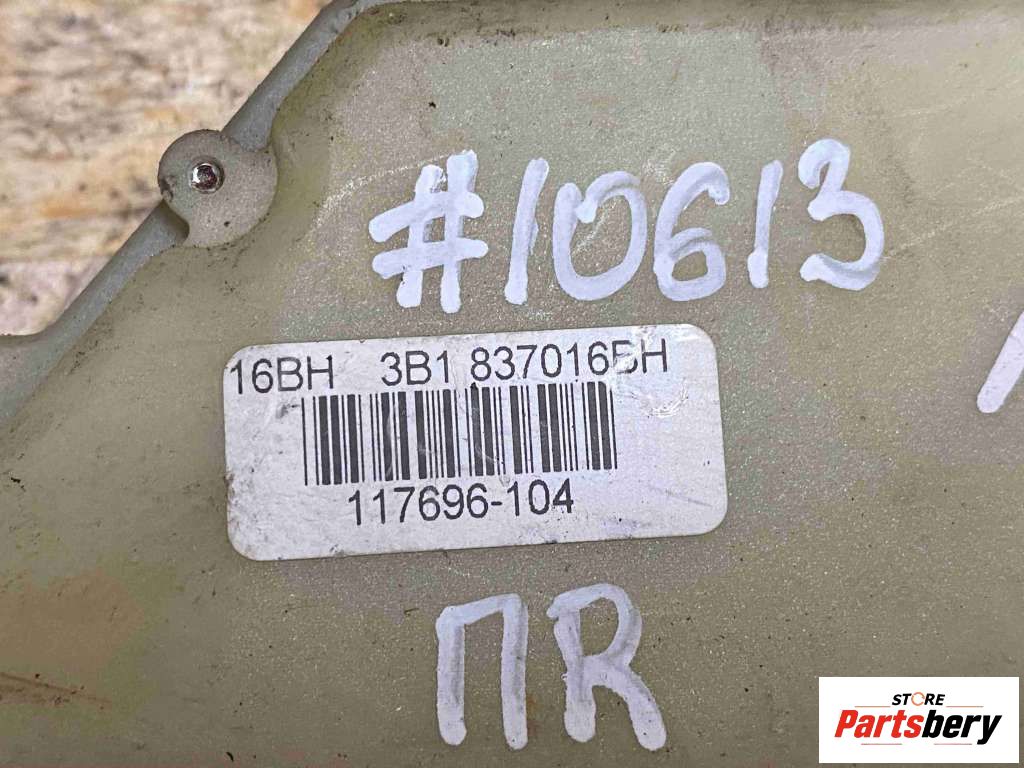 #10613
16BH 3B1 837016BH
117696-104
ПR
STORE
Partsbery